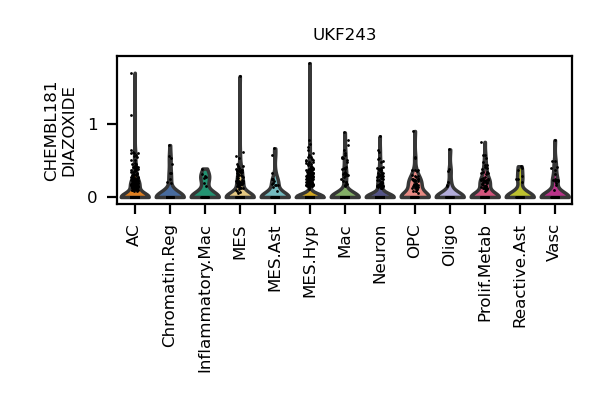 UKF243
CHEMBL181
DIAZOXIDE
1
0
AC
Chromatin.Reg
Inflammatory.Mac
MES
MES.Ast
MES.Hyp
Mac
Neuron
OPC
Oligo
Prolif.Metab
Reactive.Ast
Vasc